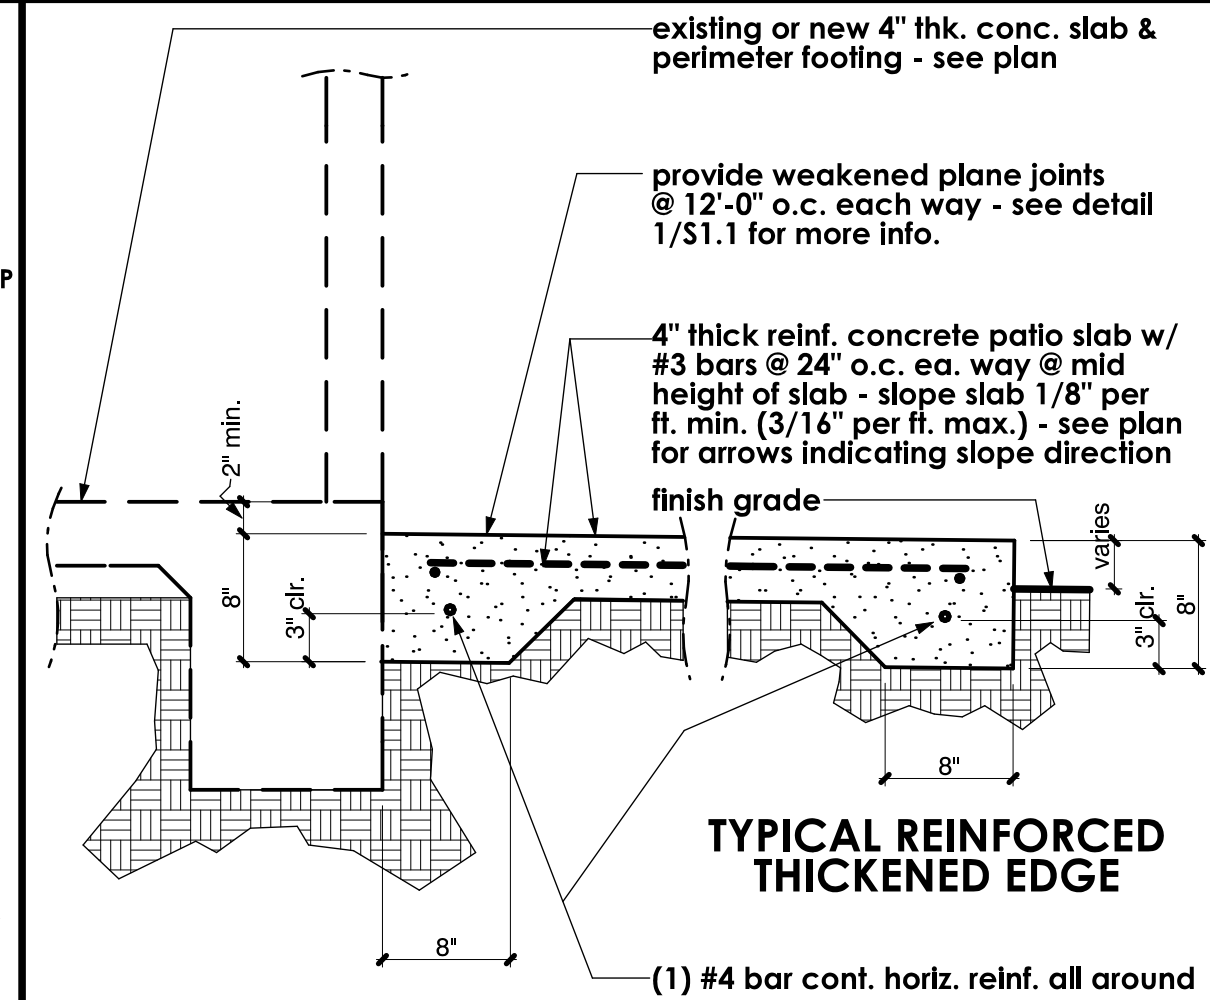 existing or new 4" thk. conc. slab &
perimeter footing - see plan
provide weakened plane joints
@ 12'-0" o.c. each way - see detail
1/S1.1 for more info.
P
4" thick reinf. concrete patio slab w/
#3 bars @ 24" o.c. ea. way @ mid
height of slab - slope slab 1/8" per
ft. min. (3/16" per ft. max.) - see plan
for arrows indicating slope direction
finish grade
2" min.
8"
3" clr.
varies
3" clr.
8"
8"
8"
TYPICAL REINFORCED
THICKENED EDGE
(1) #4 bar cont. horiz. reinf. all around